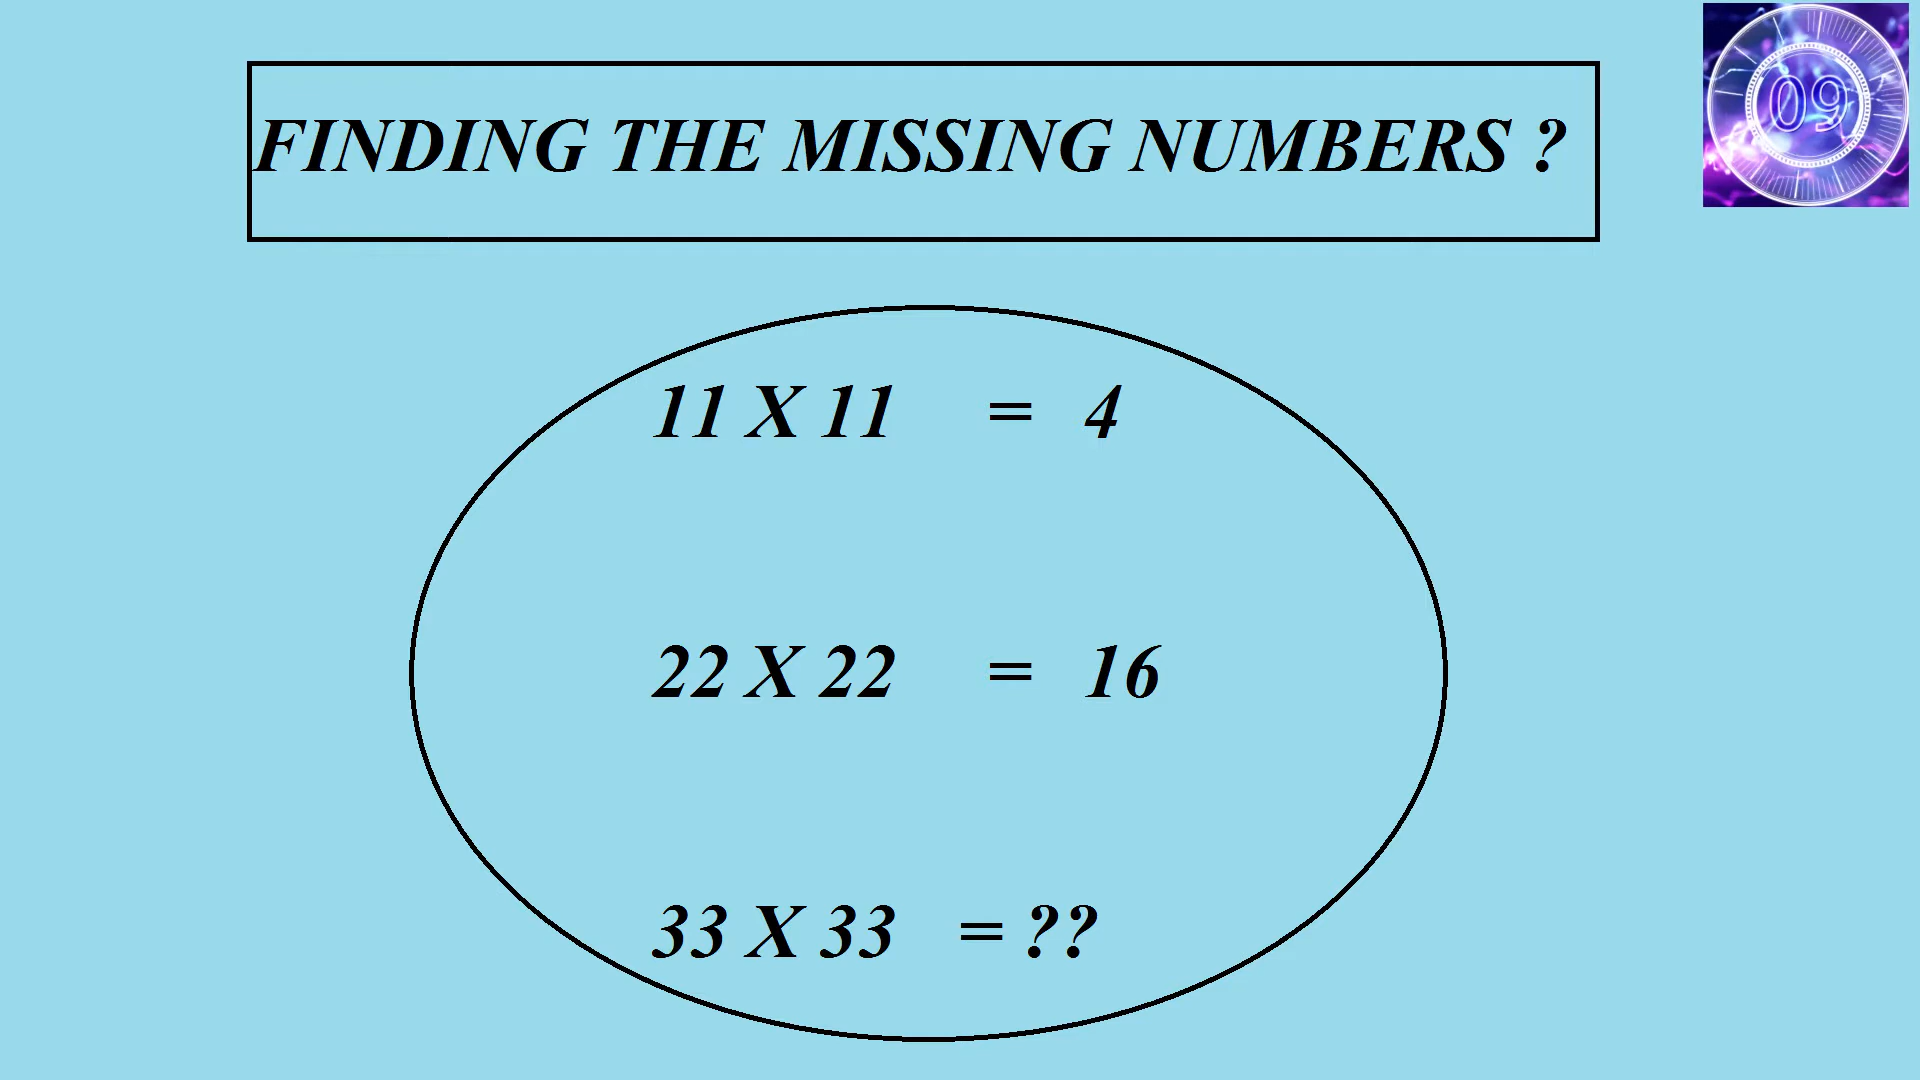 FINDING THE MISSING NUMBERS ?
09
11 X 11 = 4
22 X 22 = 16
33 X 33 = ??